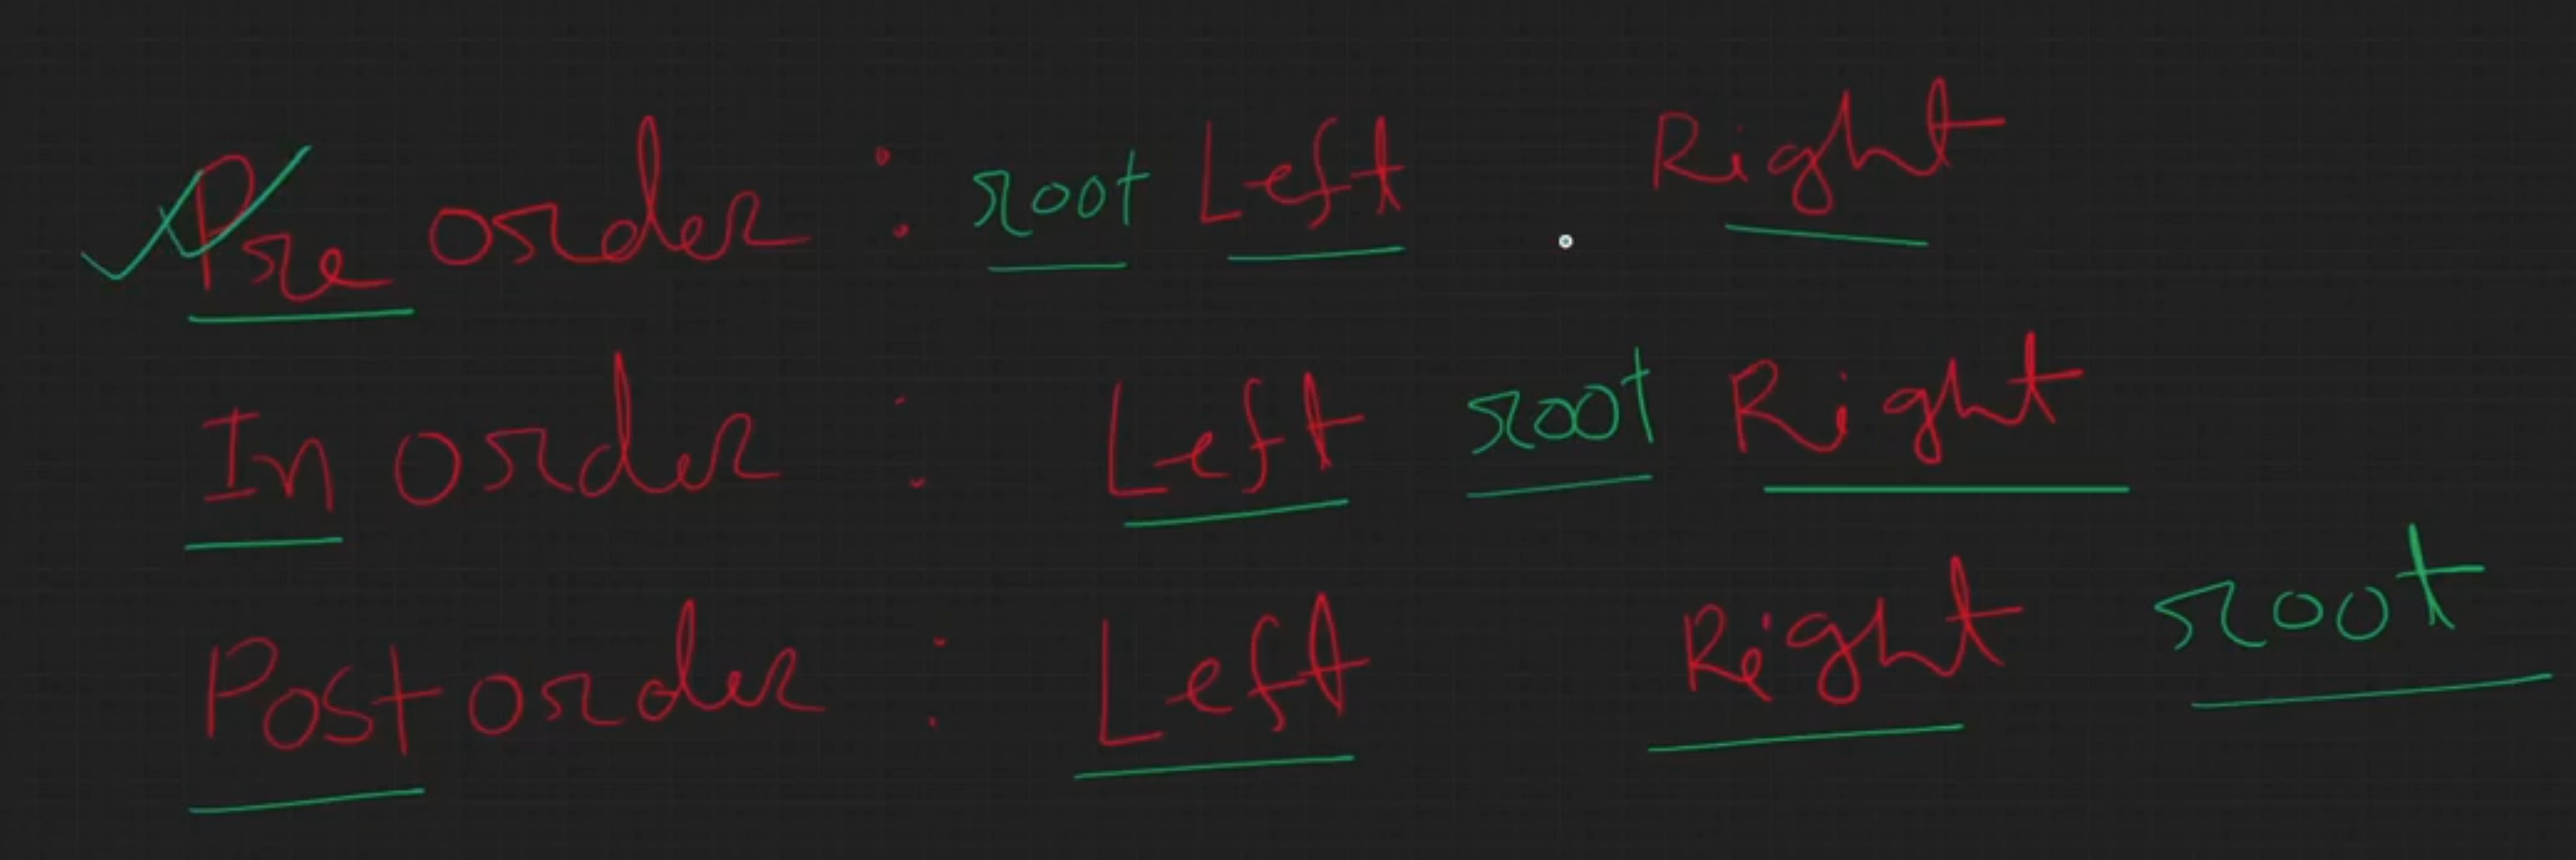 Pre order : root Left Right
In order : Left root Right
Post order : Left Right root